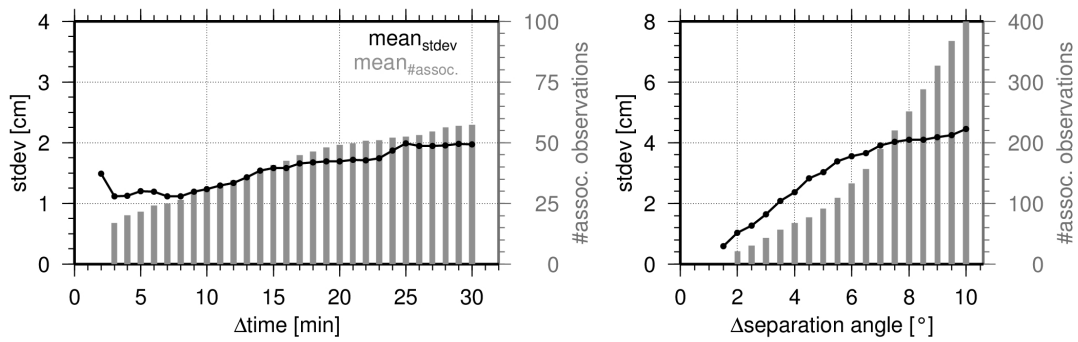 4
3
2
1
0
stdev [cm]
0 5 10 15 20 25 30
Δtime [min]
mean_stdev
mean_#assoc.
100
75
50
25
0
#assoc. observations
8
6
4
2
0
stdev [cm]
0 2 4 6 8 10
Δseparation angle [°]
400
300
200
100
0
#assoc. observations